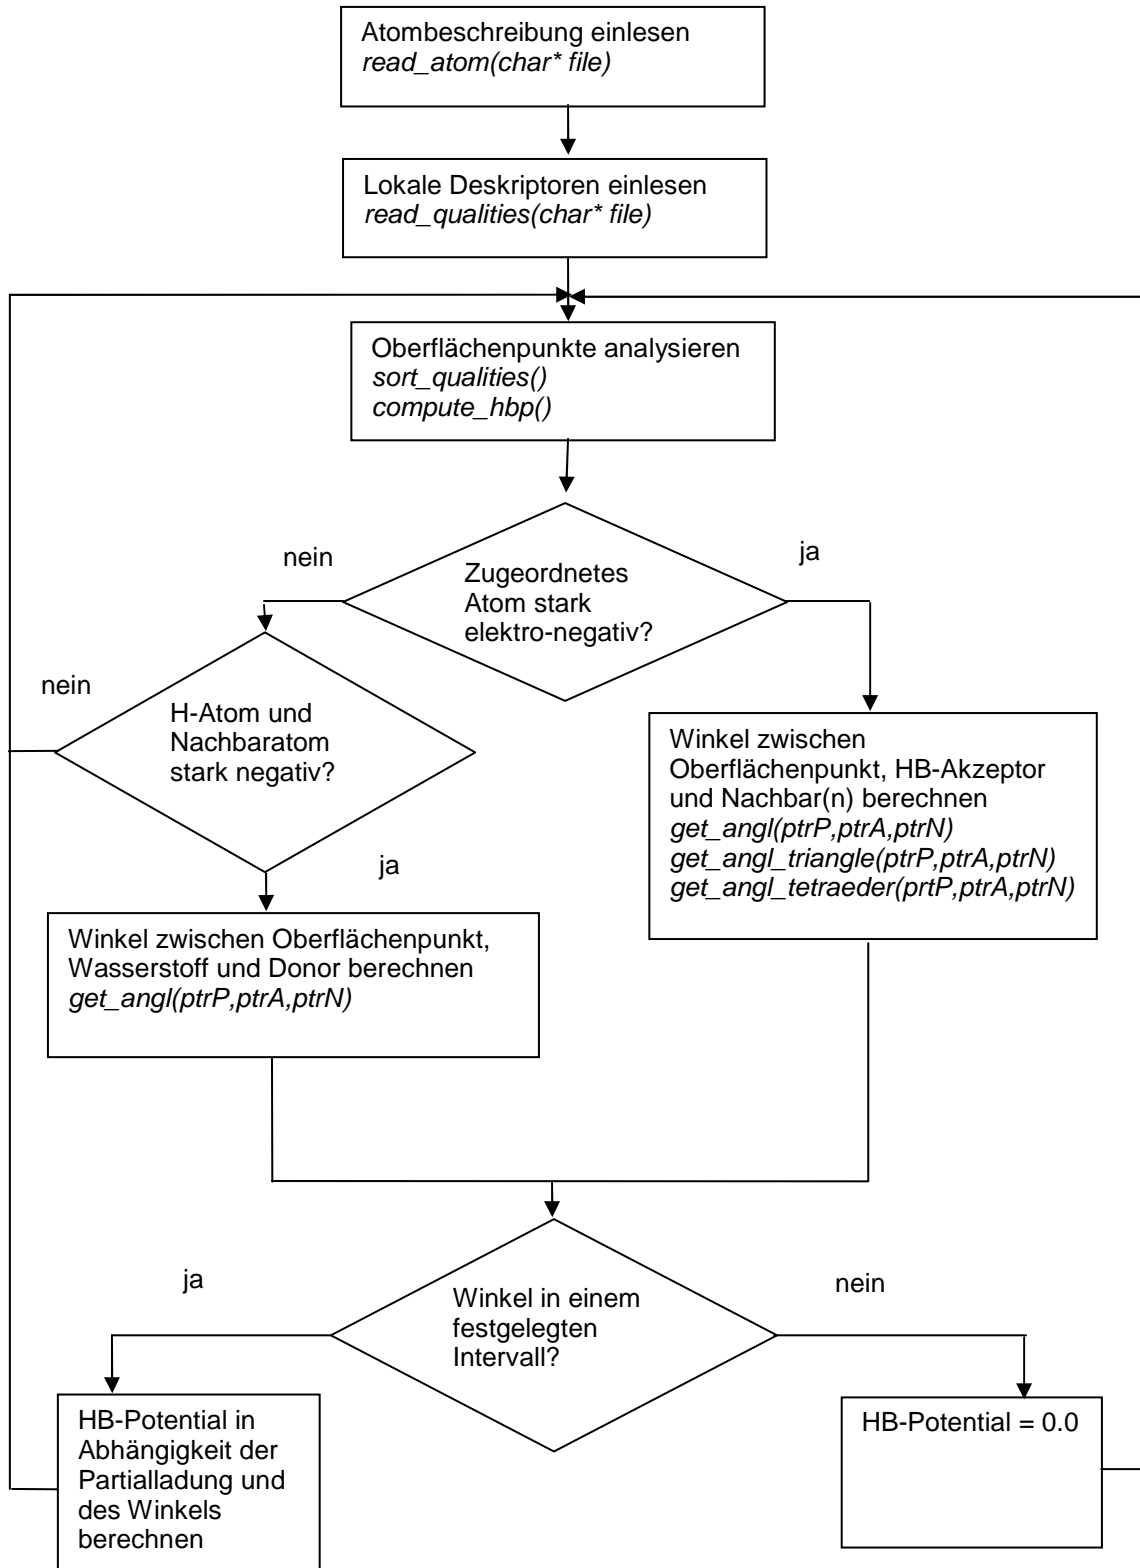 Atombeschreibung einlesen
read_atom(char* file)
Lokale Deskriptoren einlesen
read_qualities(char* file)
Oberflächenpunkte analysieren
sort_qualities()
compute_hbp()
nein
ja
Zugeordnetes
Atom stark
elektro-negativ?
nein
H-Atom und
Nachbaratom
stark negativ?
Winkel zwischen
Oberflächenpunkt, HB-Akzeptor
und Nachbar(n) berechnen
get_angl(ptrP,ptrA,ptrN)
get_angl_triangle(ptrP,ptrA,ptrN)
get_angl_tetraeder(prtP,ptrA,ptrN)
ja
Winkel zwischen Oberflächenpunkt,
Wasserstoff und Donor berechnen
get_angl(ptrP,ptrA,ptrN)
ja
nein
Winkel in einem
festgelegten
Intervall?
HB-Potential in
Abhängigkeit der
Partialladung und
des Winkels
berechnen
HB-Potential = 0.0